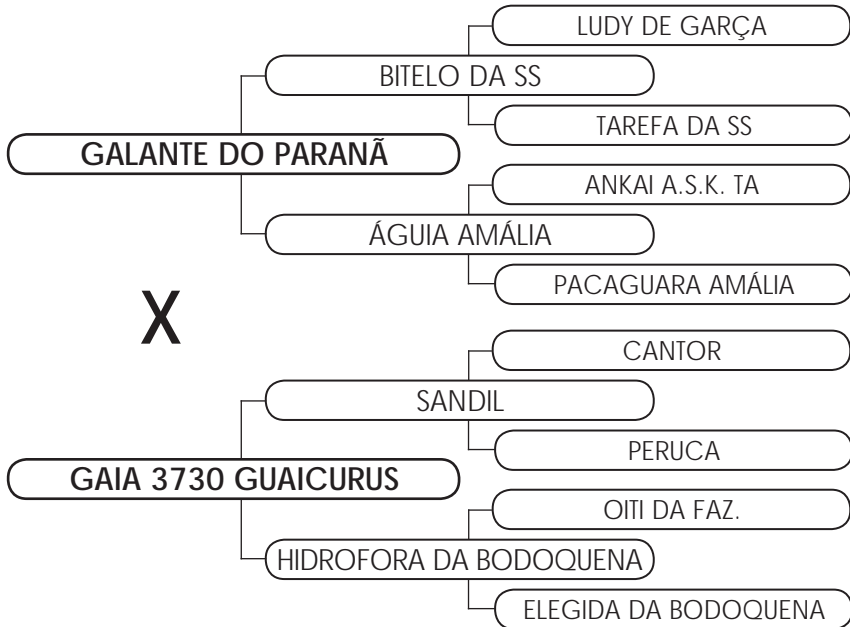 LUDY DE GARÇA
BITELO DA SS
TAREFA DA SS
GALANTE DO PARANÃ
ANKAI A.S.K. TA
ÁGUIA AMÁLIA
PACAGUARA AMÁLIA
X
CANTOR
SANDIL
PERUCA
GAIA 3730 GUAICURUS
OITI DA FAZ.
HIDROFORA DA BODOQUENA
ELEGIDA DA BODOQUENA